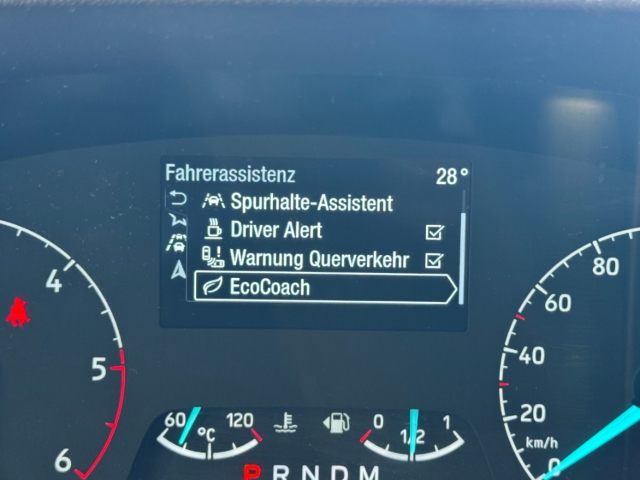 Fahrerassistenz 28°
Spurhalte-Assistent
Driver Alert
Warnung Querverkehr
EcoCoach
4
5
6
80
60
40
20
0
km/h
60 120
°C
0 1/2 1
P R N D M